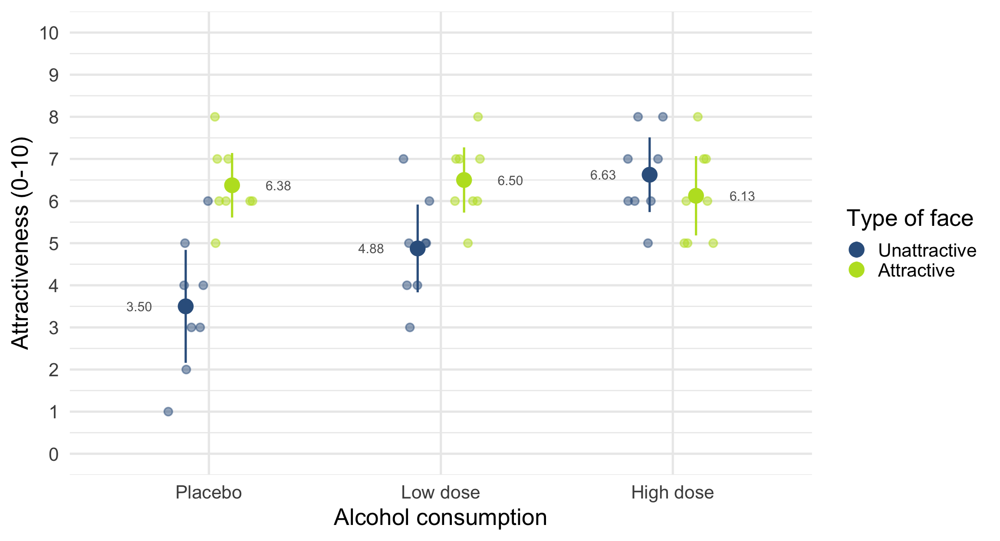 Attractiveness (0-10)
10
9
8
7
6
5
4
3
2
1
0
3.50
6.38
4.88
6.50
6.63
6.13
Placebo
Low dose
High dose
Alcohol consumption
Type of face
Unattractive
Attractive